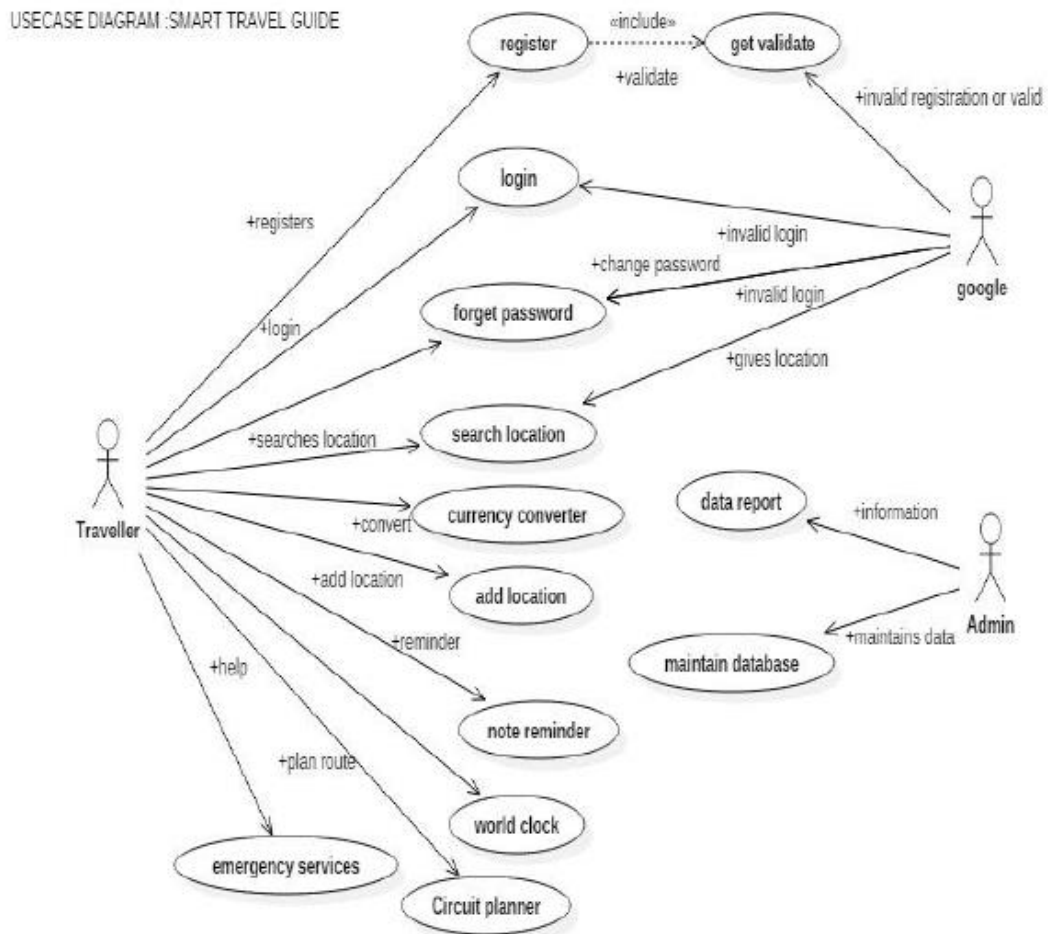 USECASE DIAGRAM :SMART TRAVEL GUIDE
«include»
register
get validate
+validate
+invalid registration or valid
login
+registers
+invalid login
+change password
google
+invalid login
forget password
+login
+gives location
+searches location
search location
data report
+information
Traveller
+convert
currency converter
+add location
add location
Admin
+maintains data
+reminder
maintain database
+help
note reminder
+plan route
world clock
emergency services
Circuit planner